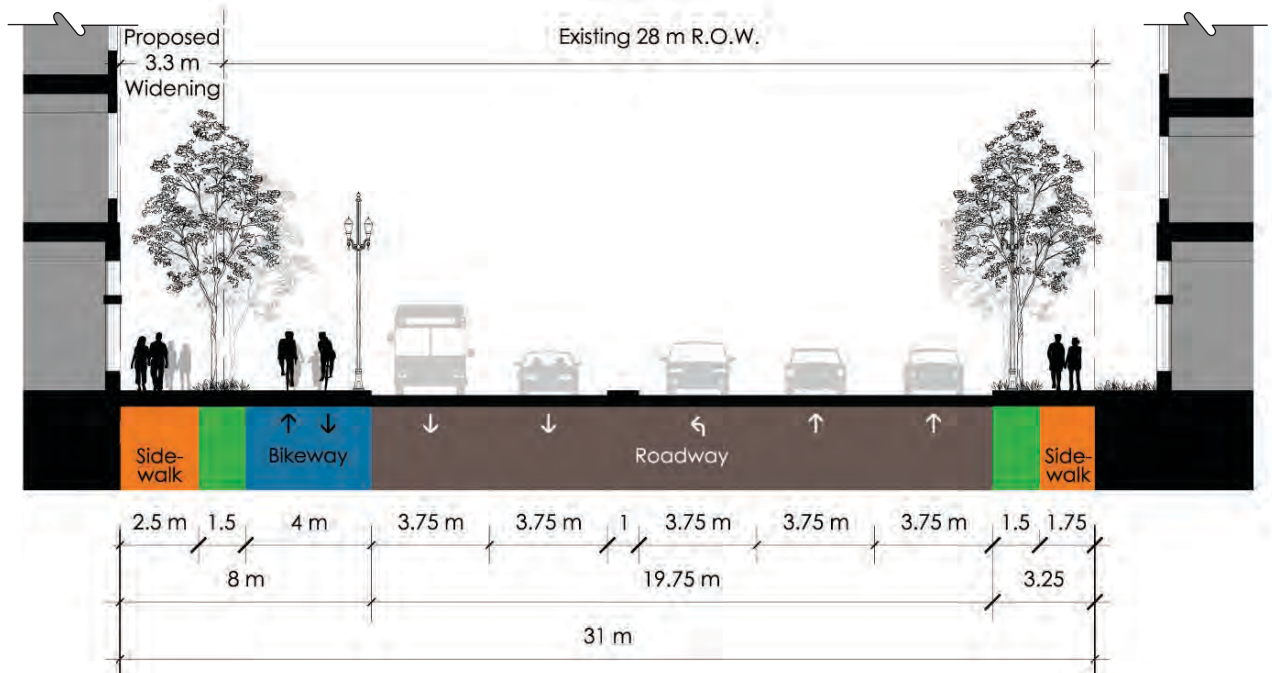 Proposed
3.3 m
Widening
Existing 28 m R.O.W.
Side-
walk
Bikeway
Roadway
Side-
walk
2.5 m 1.5 4 m 3.75 m 3.75 m 1 3.75 m 3.75 m 3.75 m 1.5 1.75
8 m 19.75 m 3.25
31 m